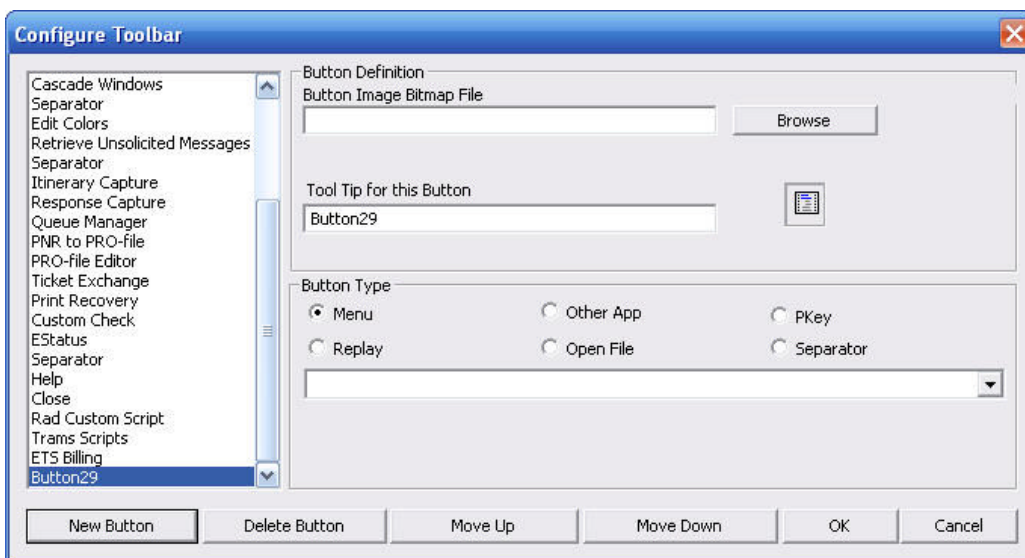 Configure Toolbar
Cascade Windows
Separator
Edit Colors
Retrieve Unsolicited Messages
Separator
Itinerary Capture
Response Capture
Queue Manager
PNR to PRO-file
PRO-file Editor
Ticket Exchange
Print Recovery
Custom Check
EStatus
Separator
Help
Close
Rad Custom Script
Trams Scripts
ETS Billing
Button29
Button Definition
Button Image Bitmap File
Browse
Tool Tip for this Button
Button29
Button Type
Menu Other App PKey
Replay Open File Separator
New Button Delete Button Move Up Move Down OK Cancel